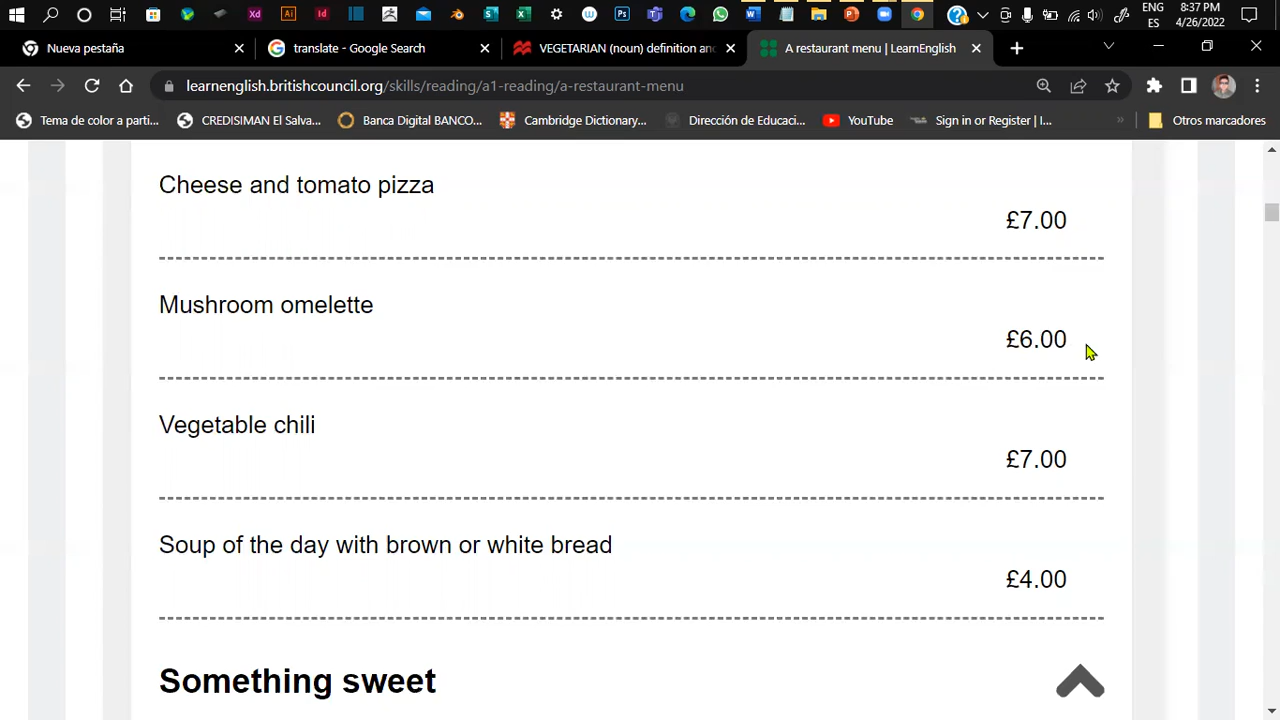 ENG
ES
8:37 PM
4/26/2022
Nueva pestaña
translate - Google Search
VEGETARIAN (noun) definition an
A restaurant menu | LearnEnglish
learnenglish.britishcouncil.org/skills/reading/a1-reading/a-restaurant-menu
Tema de color a parti...
CREDISIMAN El Salva...
Banca Digital BANCO...
Cambridge Dictionary...
Dirección de Educaci...
YouTube
Sign in or Register | I...
Otros marcadores
Cheese and tomato pizza
£7.00
Mushroom omelette
£6.00
Vegetable chili
£7.00
Soup of the day with brown or white bread
£4.00
Something sweet